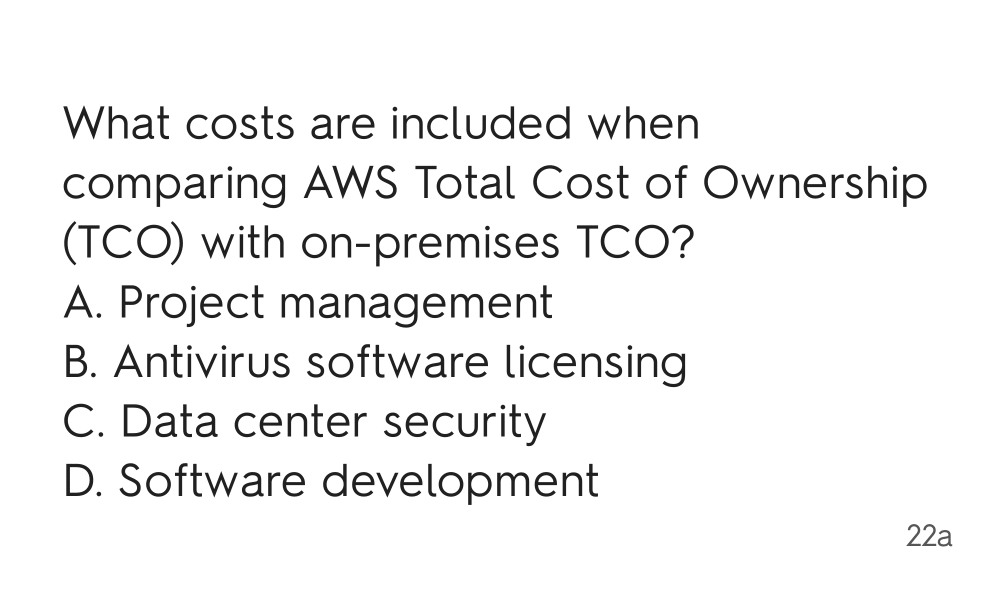 What costs are included when
comparing AWS Total Cost of Ownership
(TCO) with on-premises TCO?
A. Project management
B. Antivirus software licensing
C. Data center security
D. Software development
22a